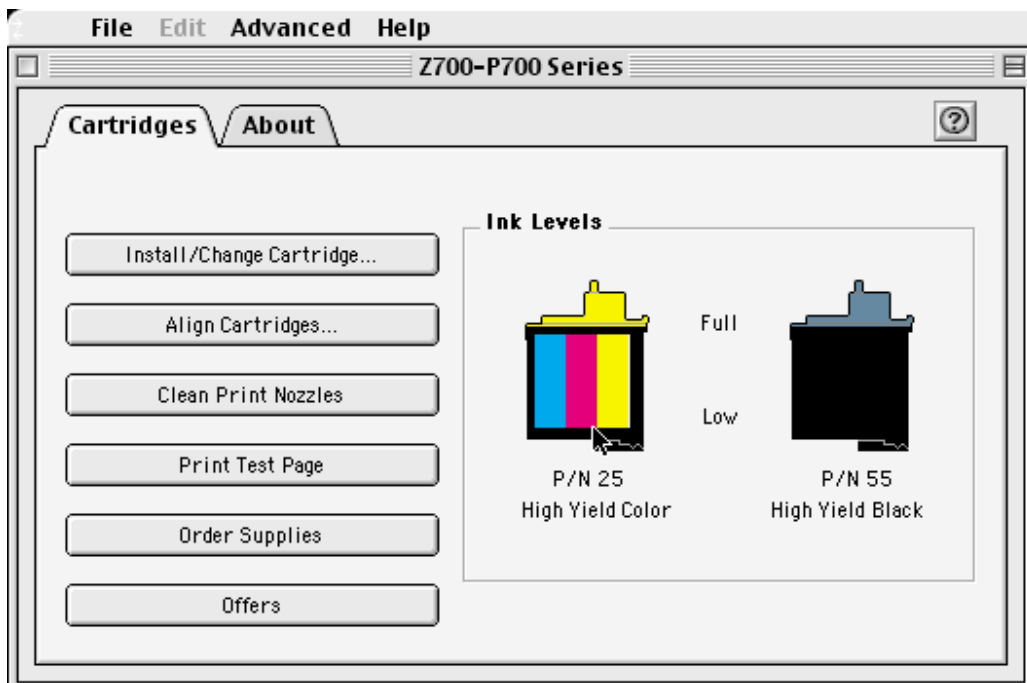 File Edit Advanced Help
Z700-P700 Series
Cartridges About
Install/Change Cartridge...
Align Cartridges...
Clean Print Nozzles
Print Test Page
Order Supplies
Offers
Ink Levels
Full
Low
P/N 25
High Yield Color
P/N 55
High Yield Black